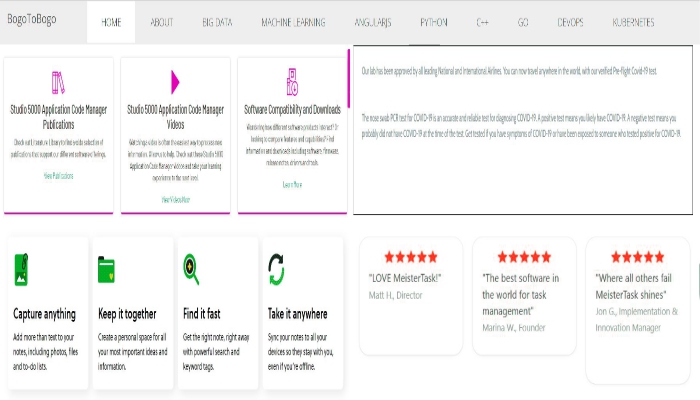 BogoToBogo HOME ABOUT BIG DATA MACHINE LEARNING ANGULARJS PYTHON C++ GO DEVOPS KUBERNETES
Studio 5000 Application Code Manager
Publications
Check out Literature Library for wide selection of
publications that support our different software offerings.
View Publications
Studio 5000 Application Code Manager
Videos
Watching a video is often the easiest way to process new
information. Allow us to help. Check out these Studio 5000
Application Code Manager videos and take your learning
experience to the next level.
View Videos Now
Software Compatibility and Downloads
Wondering how different software products interact? Or
looking to compare features and capabilities? Find
information and downloads including software, firmware,
release notes, drivers and tools.
Learn More
Our lab has been approved by all leading National and International Airlines. You can now travel anywhere in the world, with our verified Pre-flight Covid-19 test.
The nose swab PCR test for COVID-19 is an accurate and reliable test for diagnosing COVID-19. A positive test means you likely have COVID-19. A negative test means you
probably did not have COVID-19 at the time of the test. Get tested if you have symptoms of COVID-19 or have been exposed to someone who tested positive for COVID-19.
Capture anything
Add more than text to your
notes, including photos, files
and to-do lists.
Keep it together
Create a personal space for all
your most important ideas and
information.
Find it fast
Get the right note, right away
with powerful search and
keyword tags.
Take it anywhere
Sync your notes to all your
devices so they stay with you,
even if you're offline.
"LOVE MeisterTask!"
Matt H., Director
"The best software in
the world for task
management"
Marina W., Founder
"Where all others fail
MeisterTask shines"
Jon G., Implementation &
Innovation Manager